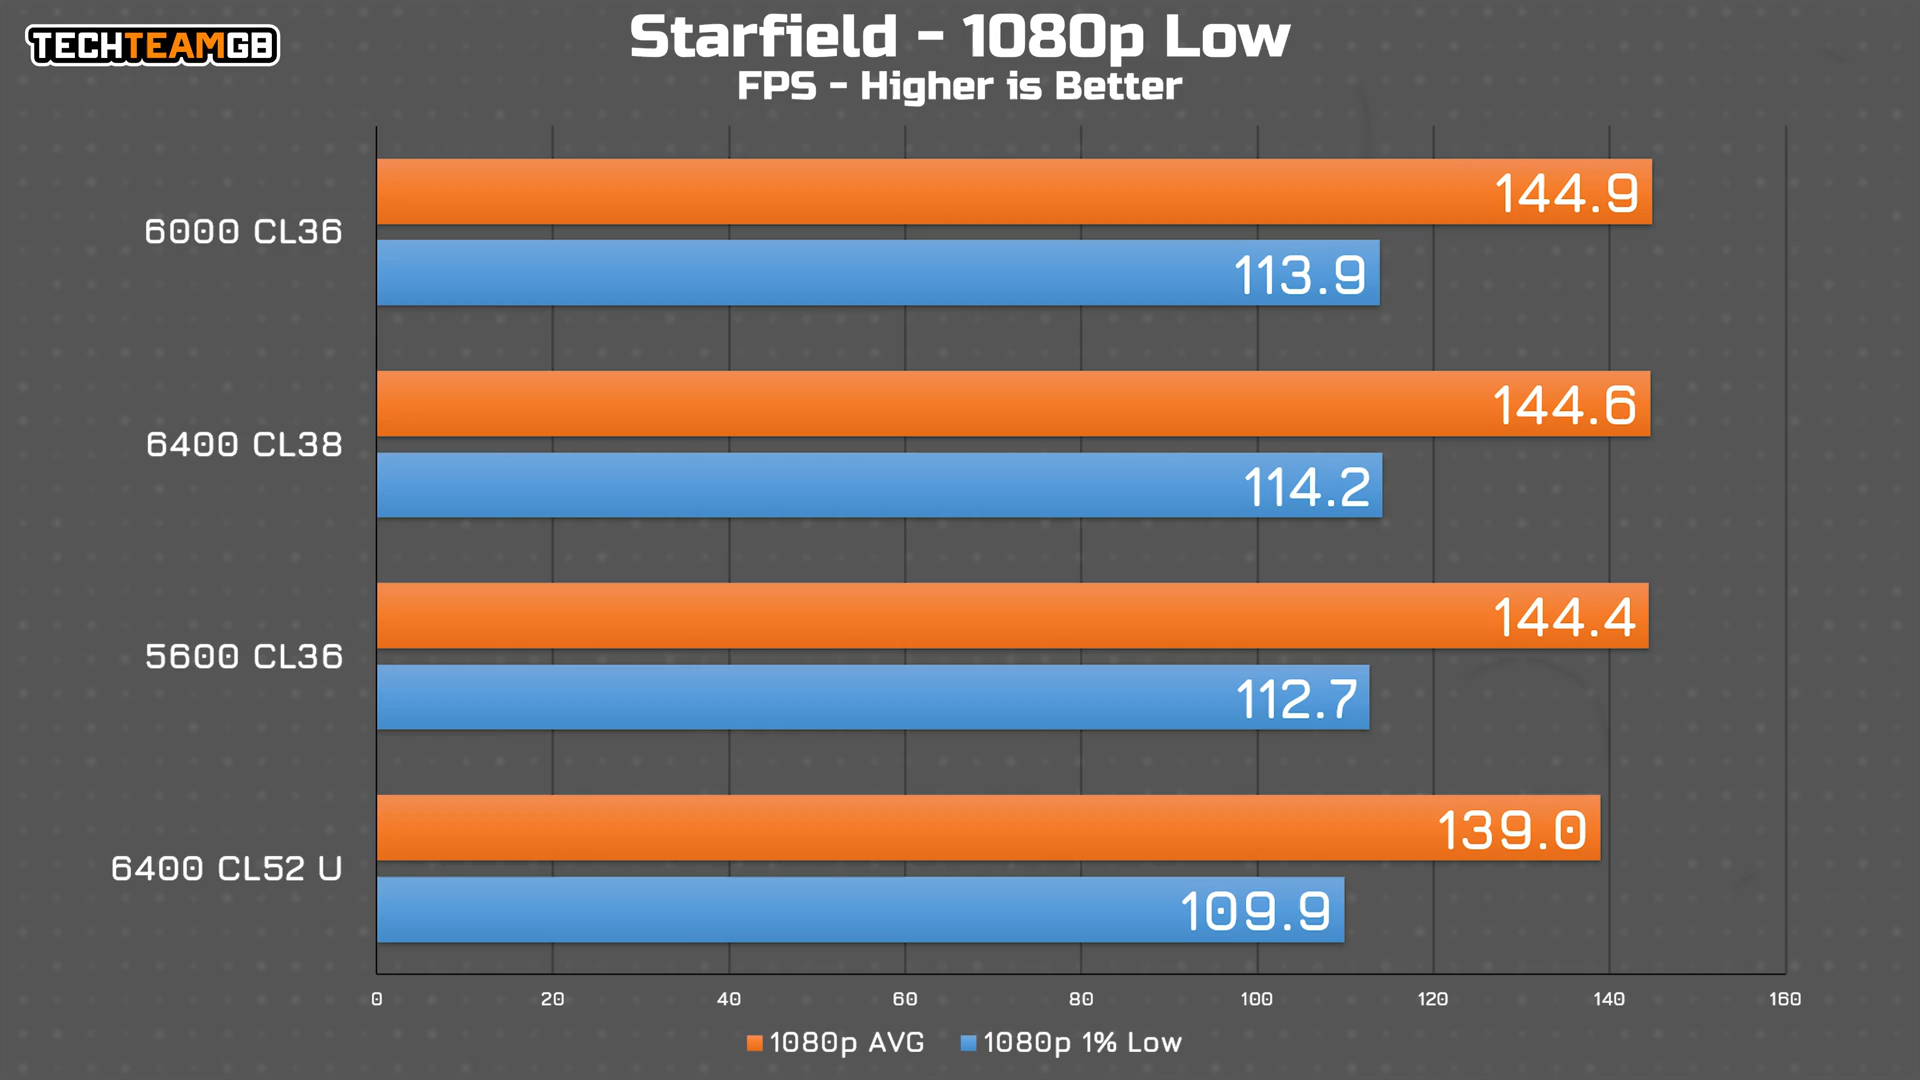 TECHTEAMGB
Starfield - 1080p Low
FPS - Higher is Better
6000 CL36
144.9
113.9
6400 CL38
144.6
114.2
5600 CL36
144.4
112.7
6400 CL52 U
139.0
109.9
0 20 40 60 80 100 120 140 160
1080p AVG 1080p 1% Low